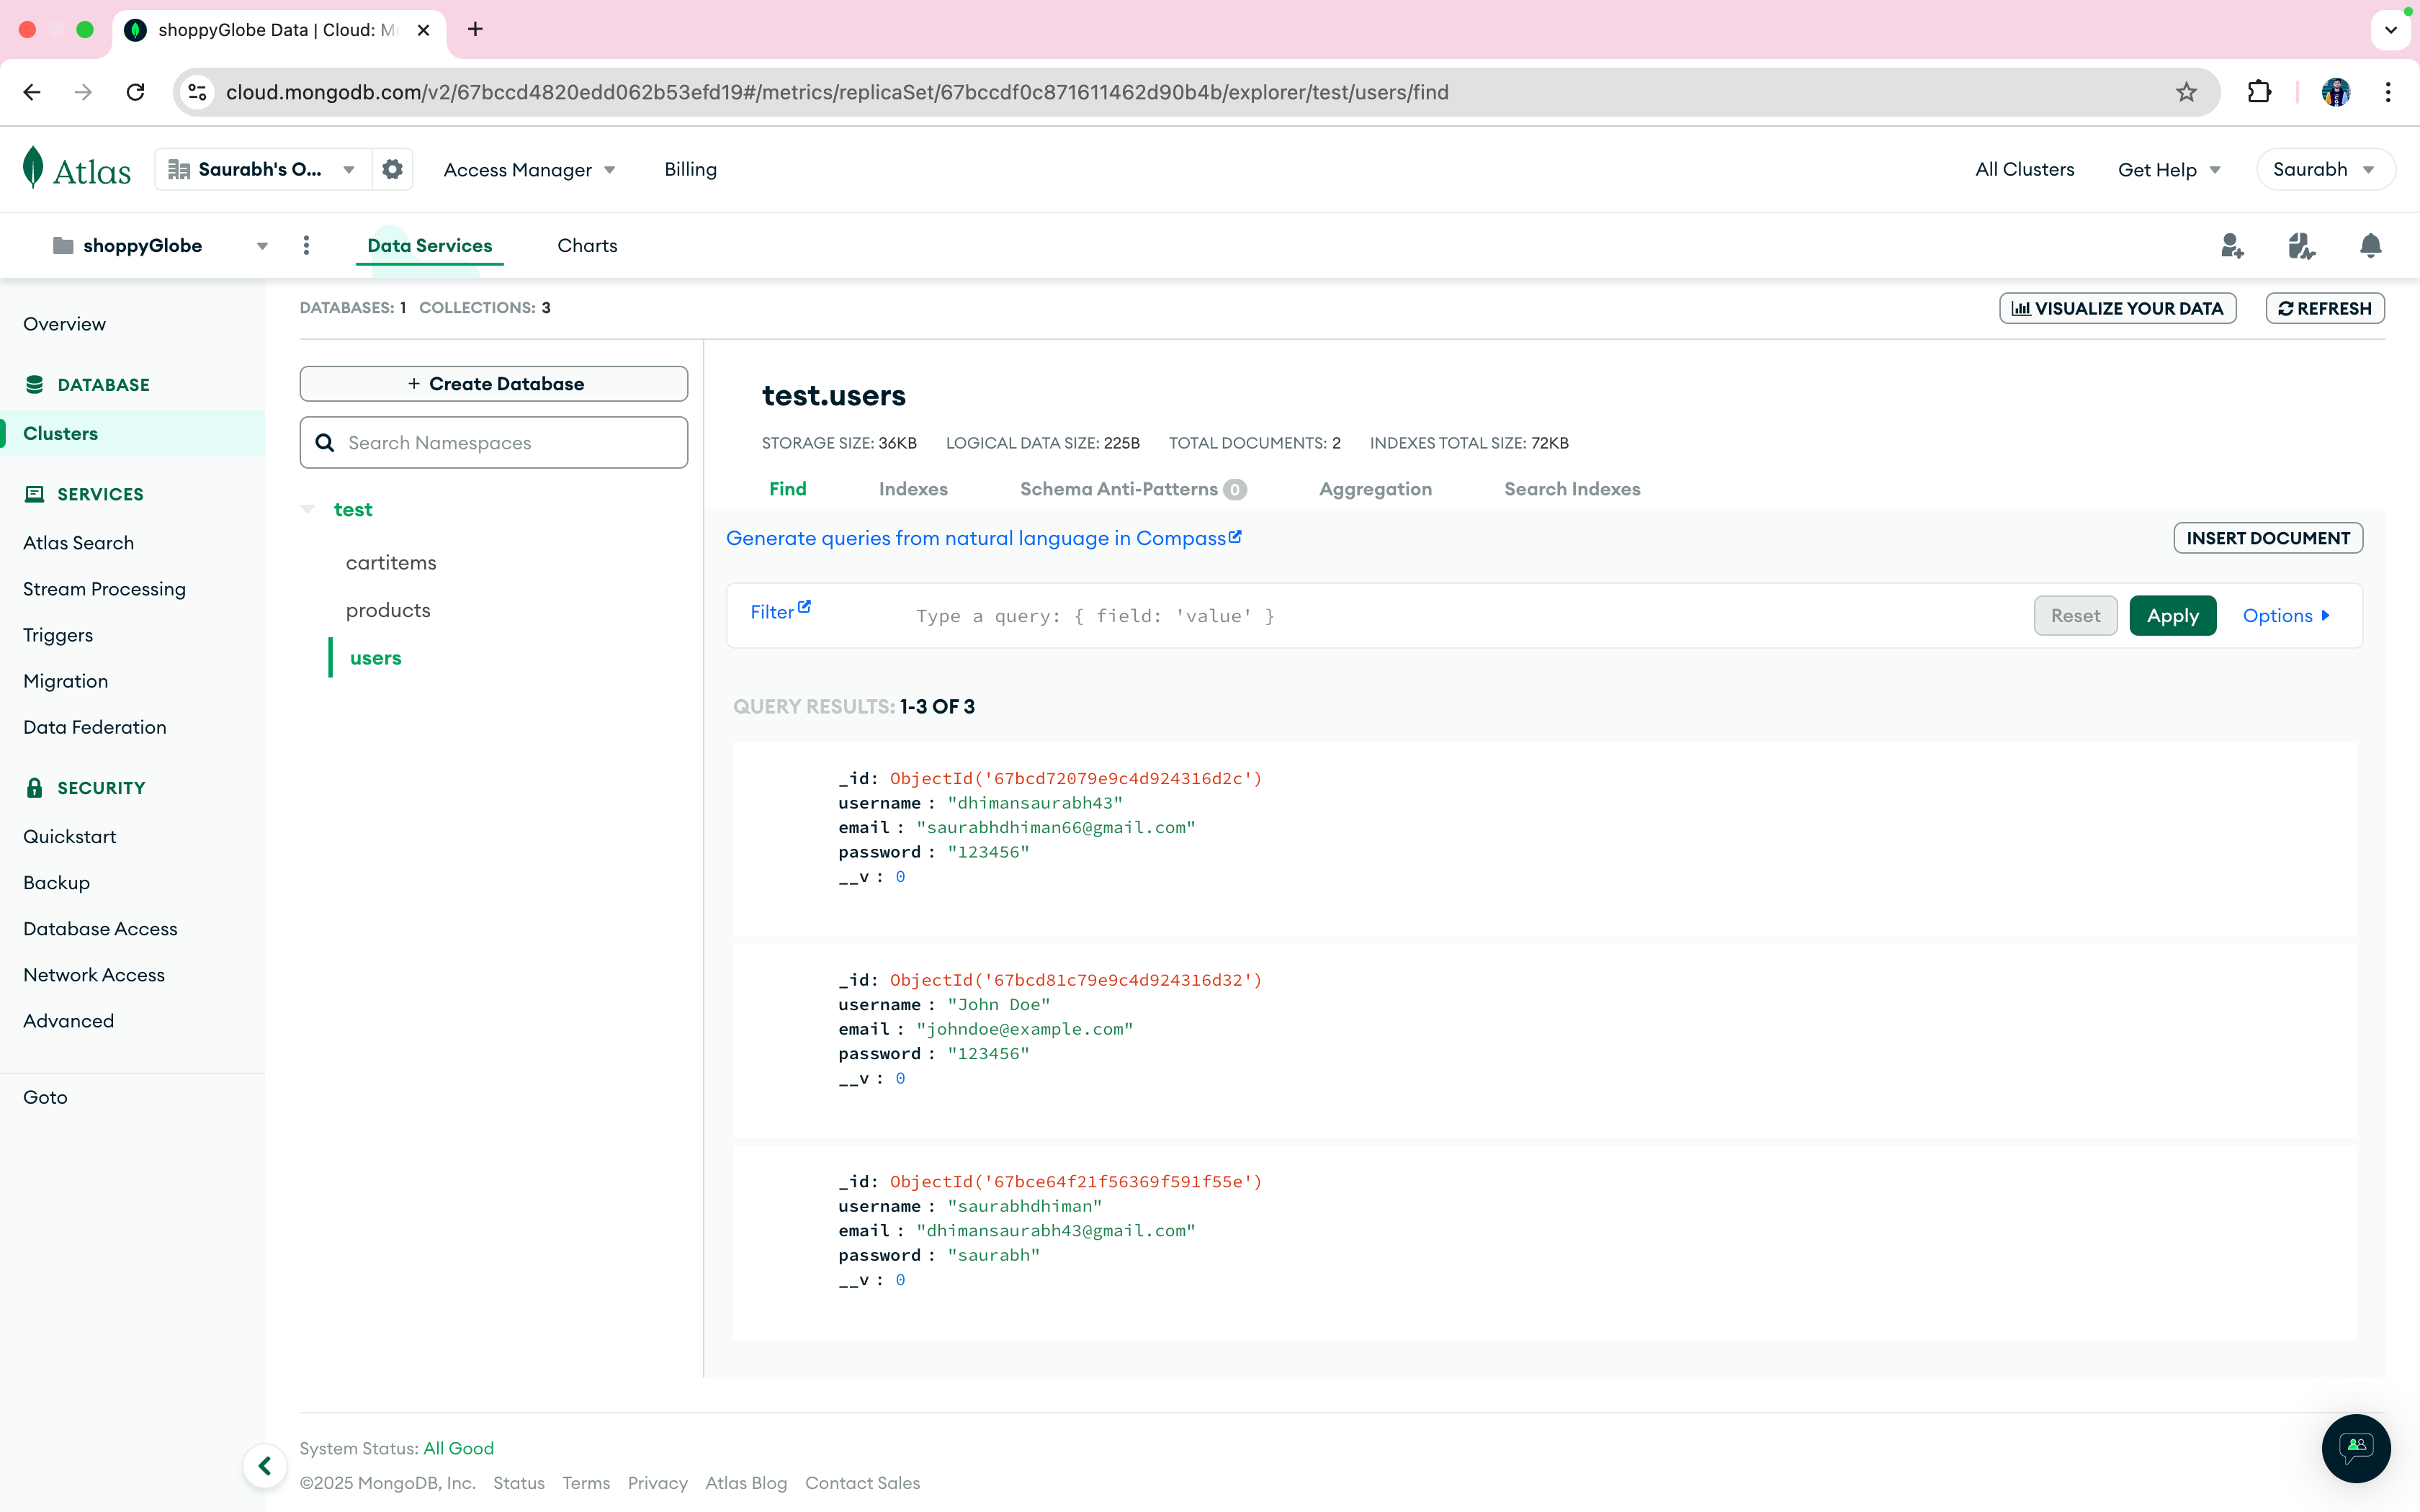 shoppyGlobe Data | Cloud: Mo
cloud.mongodb.com/v2/67bccd4820edd062b53efd19#/metrics/replicaSet/67bccdf0c871611462d90b4b/explorer/test/users/find
Atlas
Saurabh's O...
Access Manager
Billing
All Clusters
Get Help
Saurabh
shoppyGlobe
Data Services
Charts
Overview
DATABASE
Clusters
SERVICES
Atlas Search
Stream Processing
Triggers
Migration
Data Federation
SECURITY
Quickstart
Backup
Database Access
Network Access
Advanced
Goto
DATABASES: 1 COLLECTIONS: 3
VISUALIZE YOUR DATA
REFRESH
+ Create Database
Search Namespaces
test
cartitems
products
users
test.users
STORAGE SIZE: 36KB LOGICAL DATA SIZE: 225B TOTAL DOCUMENTS: 2 INDEXES TOTAL SIZE: 72KB
Find Indexes Schema Anti-Patterns 0 Aggregation Search Indexes
Generate queries from natural language in Compass
INSERT DOCUMENT
Filter
Type a query: { field: 'value' }
Reset
Apply
Options
QUERY RESULTS: 1-3 OF 3
_id: ObjectId('67bcd72079e9c4d924316d2c')
username : "dhimansaurabh43"
email : "saurabhdhiman66@gmail.com"
password : "123456"
__v : 0
_id: ObjectId('67bcd81c79e9c4d924316d32')
username : "John Doe"
email : "johndoe@example.com"
password : "123456"
__v : 0
_id: ObjectId('67bce64f21f56369f591f55e')
username : "saurabhdhiman"
email : "dhimansaurabh43@gmail.com"
password : "saurabh"
__v : 0
System Status: All Good
©2025 MongoDB, Inc. Status Terms Privacy Atlas Blog Contact Sales